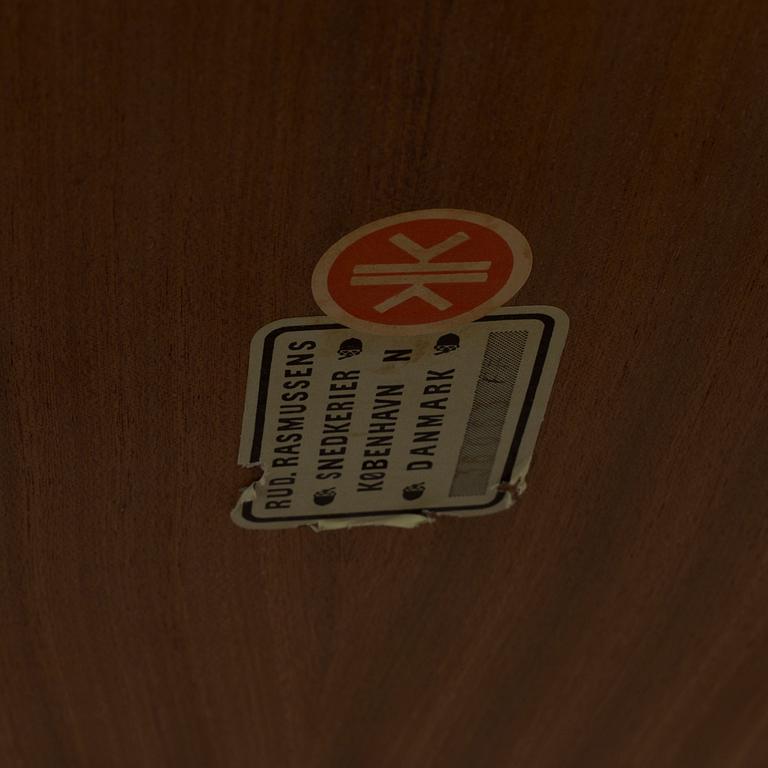 RUD. RASMUSSENS
SNEDKERIER
KØBENHAVN N
DANMARK